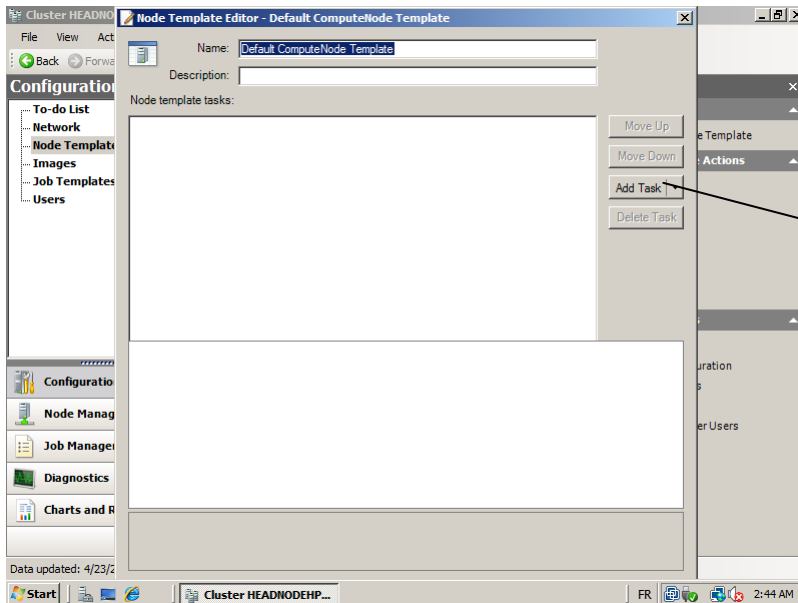 Cluster HEADNO
Node Template Editor - Default ComputeNode Template
File View Act
Name: Default ComputeNode Template
Back Forwa
Description:
Configuration
Node template tasks:
To-do List
Network
Node Templat
Images
Job Templates
Users
Move Up
Move Down
Add Task
Delete Task
e Template
Actions
uration
s
er Users
Configuratio
Node Manag
Job Manage
Diagnostics
Charts and R
Data updated: 4/23/2
Start
Cluster HEADNODEHP...
FR
2:44 AM